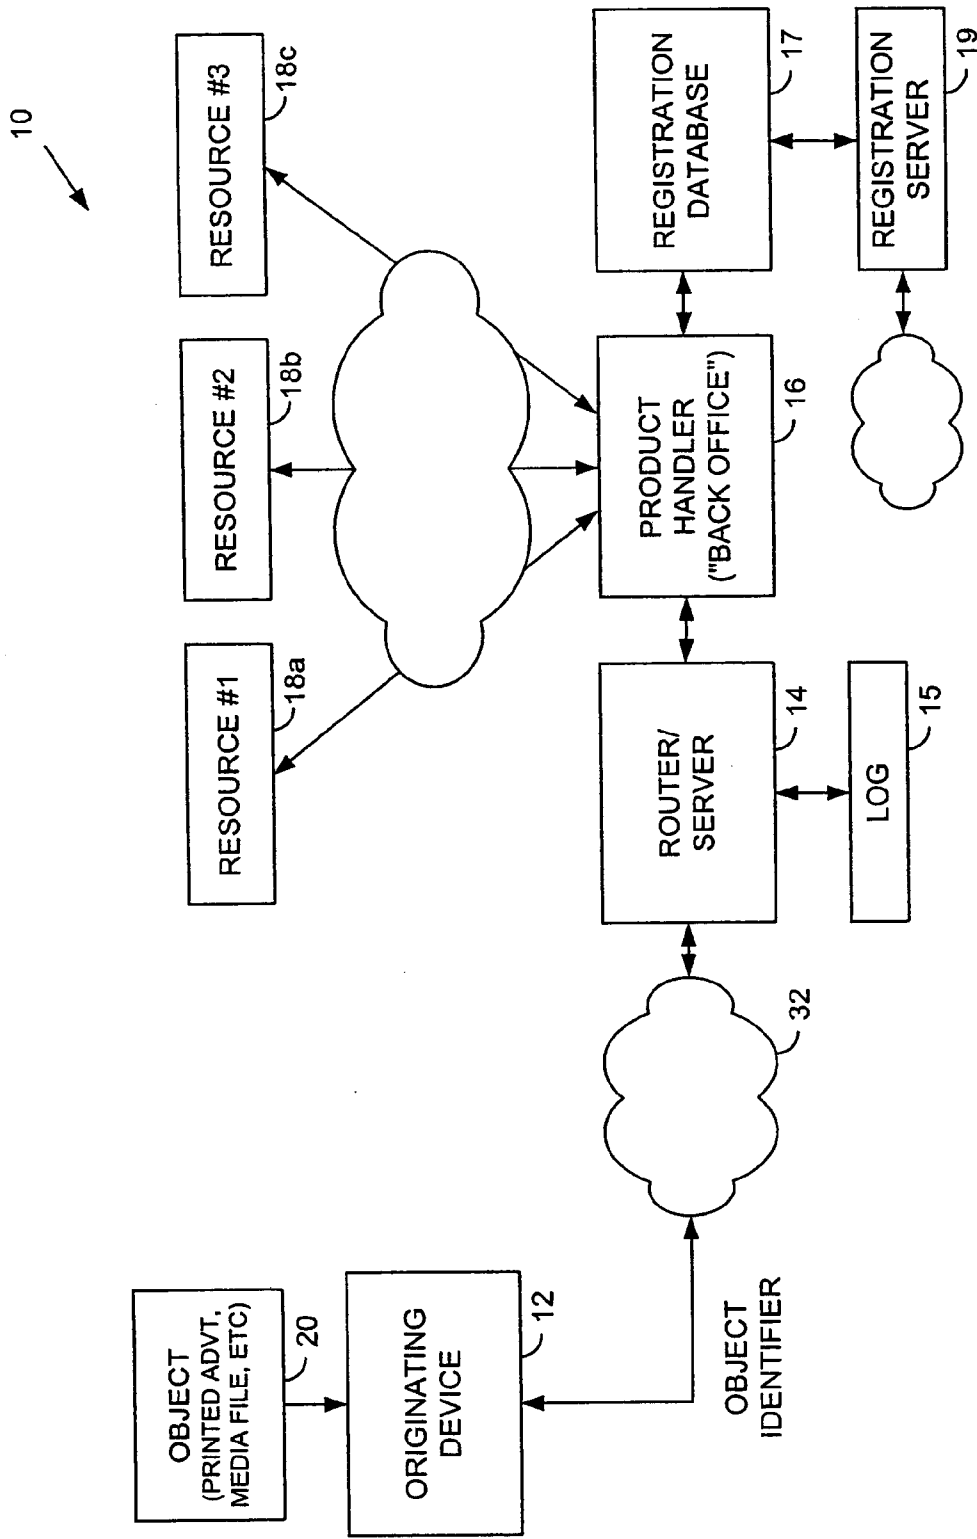 10
RESOURCE #1
18a
RESOURCE #2
18b
RESOURCE #3
18c
OBJECT
(PRINTED ADVT,
MEDIA FILE, ETC)
20
ORIGINATING
DEVICE
12
OBJECT
IDENTIFIER
32
ROUTER/
SERVER
14
LOG
15
PRODUCT
HANDLER
("BACK OFFICE")
16
REGISTRATION
DATABASE
17
REGISTRATION
SERVER
19